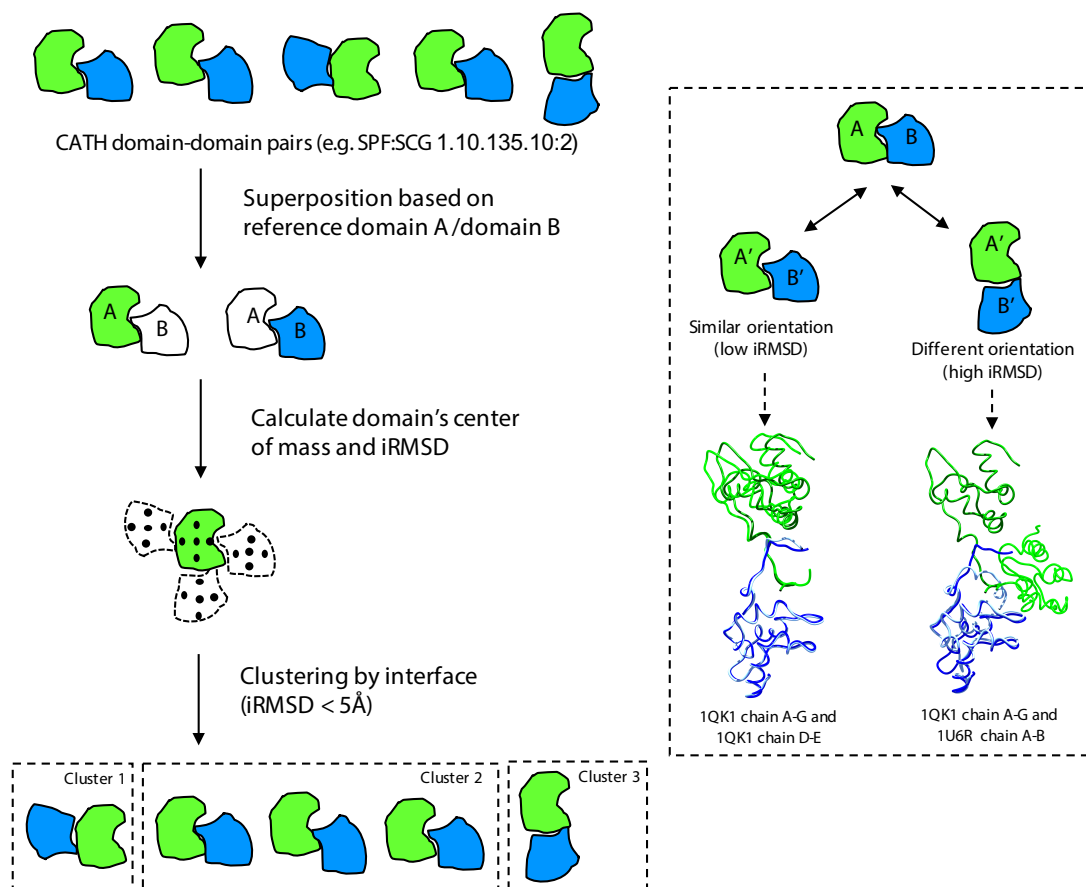 CATH domain-domain pairs (e.g. SPF:SCG 1.10.135.10:2)
Superposition based on
reference domain A /domain B
A
B
A
B
Calculate domain's center
of mass and iRMSD
Clustering by interface
(iRMSD < 5Å)
Cluster 1
Cluster 2
Cluster 3
A
B
A'
B'
A'
B'
Similar orientation
(low iRMSD)
Different orientation
(high iRMSD)
1QK1 chain A-G and
1QK1 chain D-E
1QK1 chain A-G and
1U6R chain A-B